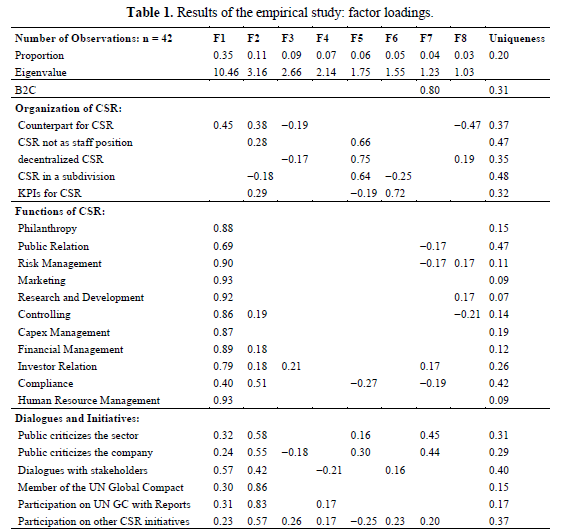 Table 1. Results of the empirical study: factor loadings.
Number of Observations: n = 42 F1 F2 F3 F4 F5 F6 F7 F8 Uniqueness
Proportion 0.35 0.11 0.09 0.07 0.06 0.05 0.04 0.03 0.20
Eigenvalue 10.46 3.16 2.66 2.14 1.75 1.55 1.23 1.03
B2C 0.80 0.31
Organization of CSR:
Counterpart for CSR 0.45 0.38 −0.19 −0.47 0.37
CSR not as staff position 0.28 0.66 0.47
decentralized CSR −0.17 0.75 0.19 0.35
CSR in a subdivision −0.18 0.64 −0.25 0.48
KPIs for CSR 0.29 −0.19 0.72 0.32
Functions of CSR:
Philanthropy 0.88 0.15
Public Relation 0.69 −0.17 0.47
Risk Management 0.90 −0.17 0.17 0.11
Marketing 0.93 0.09
Research and Development 0.92 0.17 0.07
Controlling 0.86 0.19 −0.21 0.14
Capex Management 0.87 0.19
Financial Management 0.89 0.18 0.12
Investor Relation 0.79 0.18 0.21 0.17 0.26
Compliance 0.40 0.51 −0.27 −0.19 0.42
Human Resource Management 0.93 0.09
Dialogues and Initiatives:
Public criticizes the sector 0.32 0.58 0.16 0.45 0.31
Public criticizes the company 0.24 0.55 −0.18 0.30 0.44 0.29
Dialogues with stakeholders 0.57 0.42 −0.21 0.16 0.40
Member of the UN Global Compact 0.30 0.86 0.15
Participation on UN GC with Reports 0.31 0.83 0.17 0.17
Participation on other CSR initiatives 0.23 0.57 0.26 0.17 −0.25 0.23 0.20 0.37